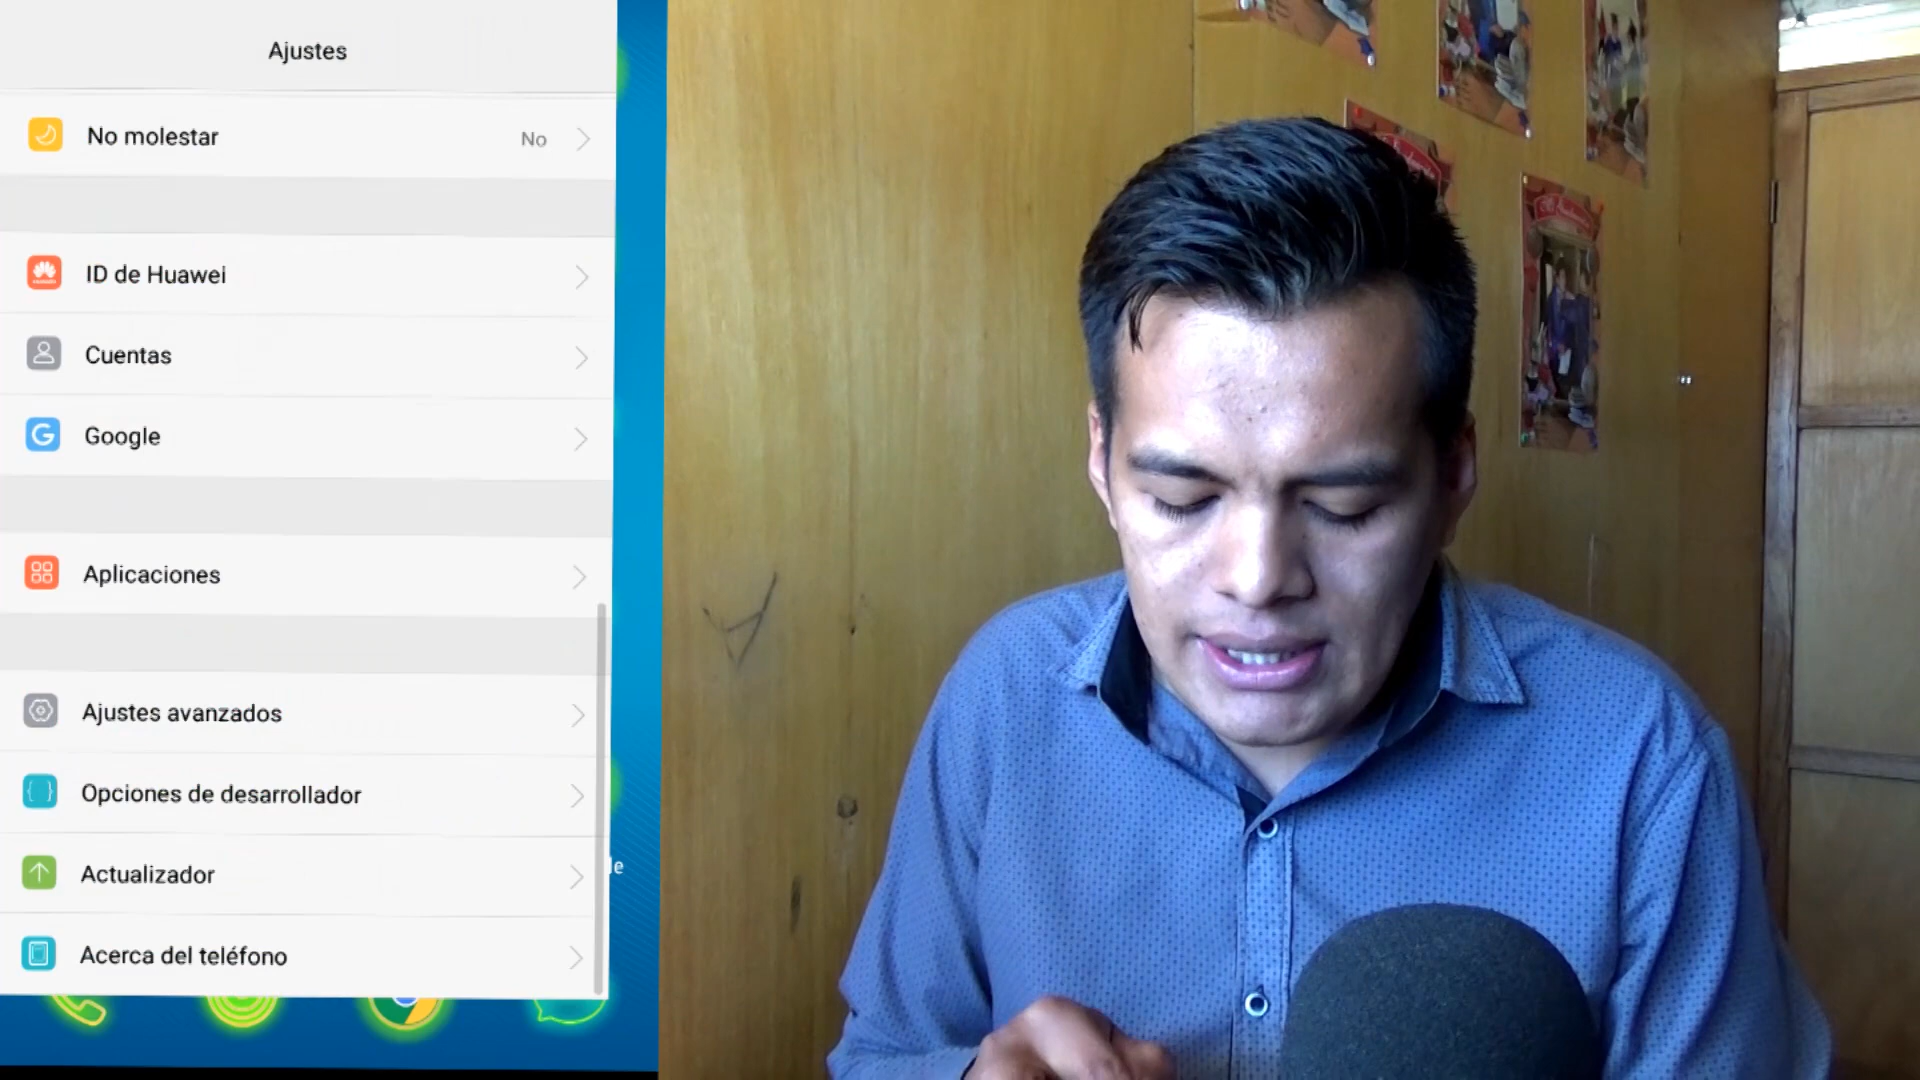 Ajustes
No molestar No
ID de Huawei
Cuentas
Google
Aplicaciones
Ajustes avanzados
Opciones de desarrollador
Actualizador
Acerca del teléfono
le